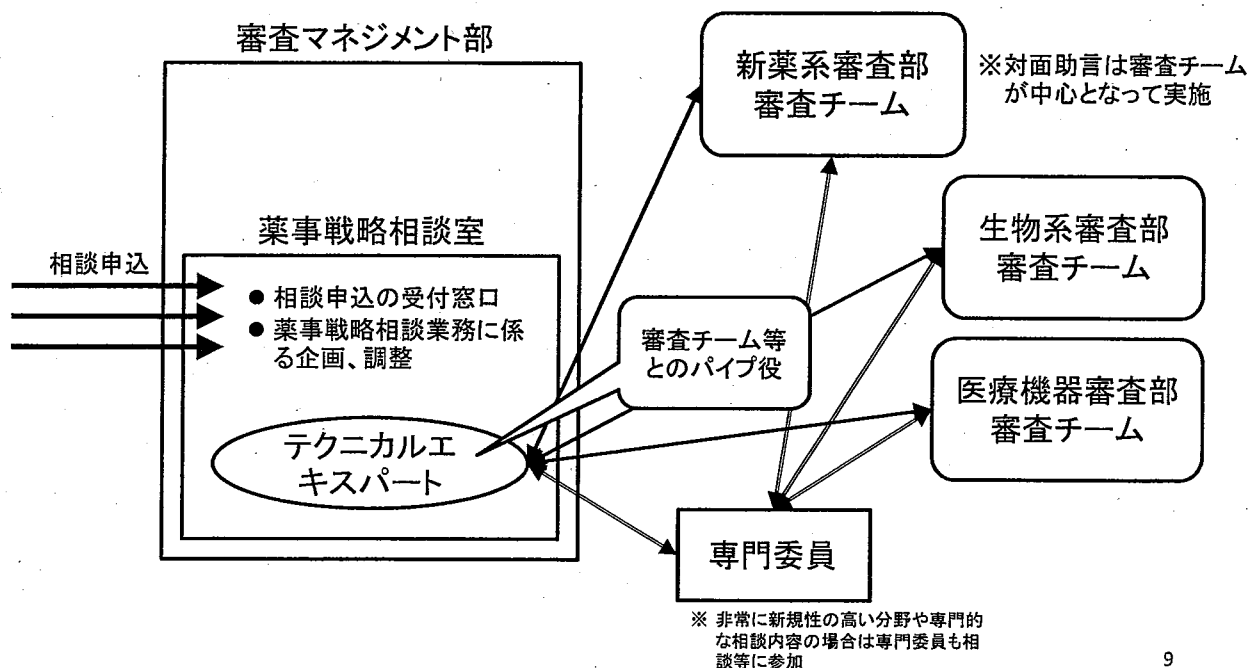 審査マネジメント部
新薬系審査部
審査チーム
※対面助言は審査チーム
が中心となって実施
薬事戦略相談室
生物系審査部
審査チーム
相談申込
● 相談申込の受付窓口
● 薬事戦略相談業務に係
る企画、調整
審査チーム等
とのパイプ役
医療機器審査部
審査チーム
テクニカルエ
キスパート
専門委員
※ 非常に新規性の高い分野や専門的
な相談内容の場合は専門委員も相
談等に参加
9